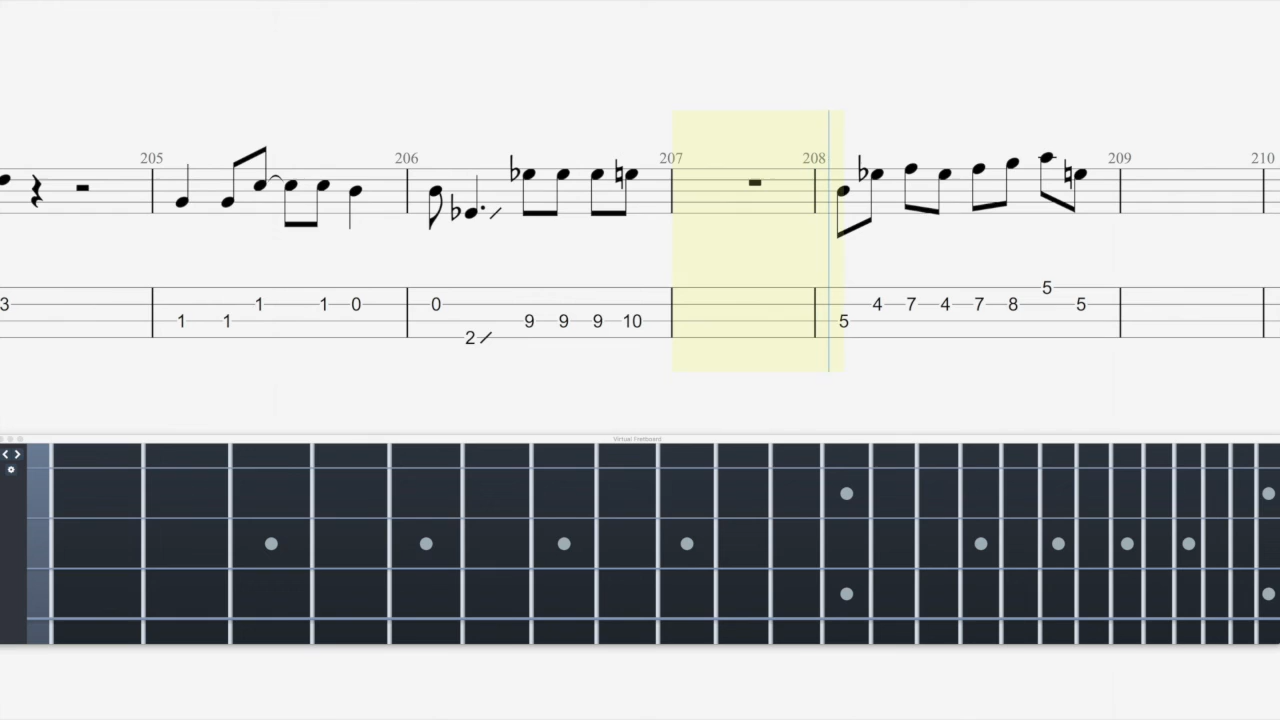 205 206 207 208 209 210
5
3 1 1 0 0 4 7 4 7 8 5
1 1 9 9 9 10 5
2
Virtual Fretboard